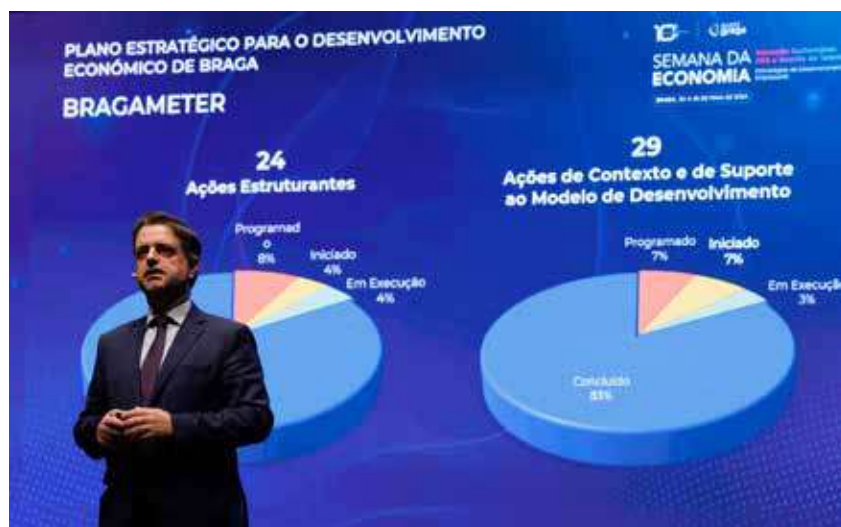 PLANO ESTRATÉGICO PARA O DESENVOLVIMENTO
ECONÓMICO DE BRAGA
BRAGAMETER
SEMANA DA
ECONOMIA
24
Ações Estruturantes
Programad
o
8%
Iniciado
4%
Em Execução
4%
29
Ações de Contexto e de Suporte
ao Modelo de Desenvolvimento
Programado
7%
Iniciado
7%
Em Execução
3%
Concluído
83%